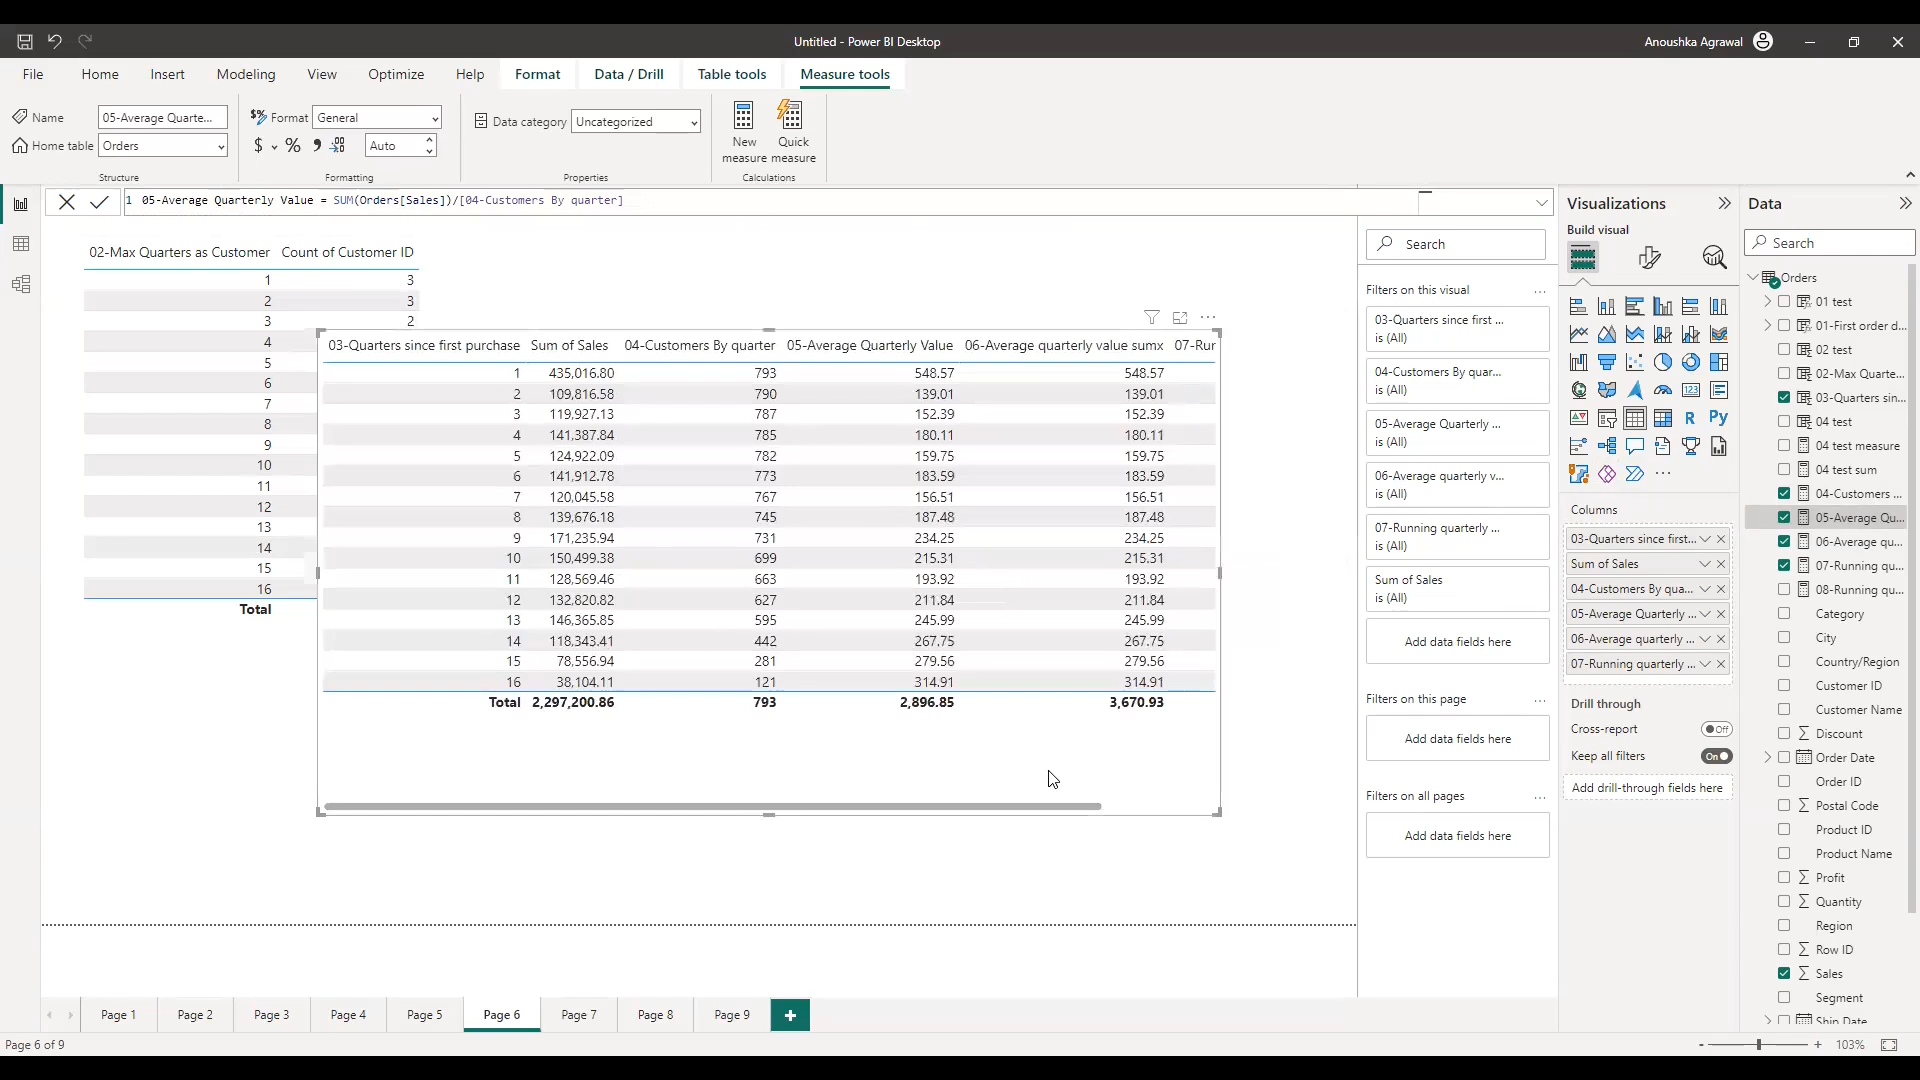 Untitled - Power BI Desktop
Anoushka Agrawal
File Home Insert Modeling View Optimize Help Format Data / Drill Table tools Measure tools
Name 05-Average Quarte...
Home table Orders
Structure
Format General
$ % Auto
Formatting
Data category Uncategorized
Properties
New measure
Quick measure
Calculations
1 05-Average Quarterly Value = SUM(Orders[Sales])/[04-Customers By quarter]
02-Max Quarters as Customer Count of Customer ID
1 3
2 3
3 2
4
5
6
7
8
9
10
11
12
13
14
15
16
Total
03-Quarters since first purchase Sum of Sales 04-Customers By quarter 05-Average Quarterly Value 06-Average quarterly value sumx 07-Rur
1 435,016.80 793 548.57 548.57
2 109,816.58 790 139.01 139.01
3 119,927.13 787 152.39 152.39
4 141,387.84 785 180.11 180.11
5 124,922.09 782 159.75 159.75
6 141,912.78 773 183.59 183.59
7 120,045.58 767 156.51 156.51
8 139,676.18 745 187.48 187.48
9 171,235.94 731 234.25 234.25
10 150,499.38 699 215.31 215.31
11 128,569.46 663 193.92 193.92
12 132,820.82 627 211.84 211.84
13 146,365.85 595 245.99 245.99
14 118,343.41 442 267.75 267.75
15 78,556.94 281 279.56 279.56
16 38,104.11 121 314.91 314.91
Total 2,297,200.86 793 2,896.85 3,670.93
Search
Filters on this visual ...
03-Quarters since first ...
is (All)
04-Customers By quar...
is (All)
05-Average Quarterly ...
is (All)
06-Average quarterly v...
is (All)
07-Running quarterly ...
is (All)
Sum of Sales
is (All)
Add data fields here
Filters on this page ...
Add data fields here
Filters on all pages ...
Add data fields here
Visualizations
Build visual
123
R Py
...
Columns
03-Quarters since first...
Sum of Sales
04-Customers By qua...
05-Average Quarterly ...
06-Average quarterly ...
07-Running quarterly ...
Drill through
Cross-report Off
Keep all filters On
Add drill-through fields here
Data
Search
Orders
01 test
01-First order d...
02 test
02-Max Quarte...
03-Quarters sin...
04 test
04 test measure
04 test sum
04-Customers ...
05-Average Qu...
06-Average qu...
07-Running qu...
08-Running qu...
Category
City
Country/Region
Customer ID
Customer Name
Discount
Order Date
Order ID
Postal Code
Product ID
Product Name
Profit
Quantity
Region
Row ID
Sales
Segment
Ship Date
Page 1 Page 2 Page 3 Page 4 Page 5 Page 6 Page 7 Page 8 Page 9 +
Page 6 of 9
- + 103%